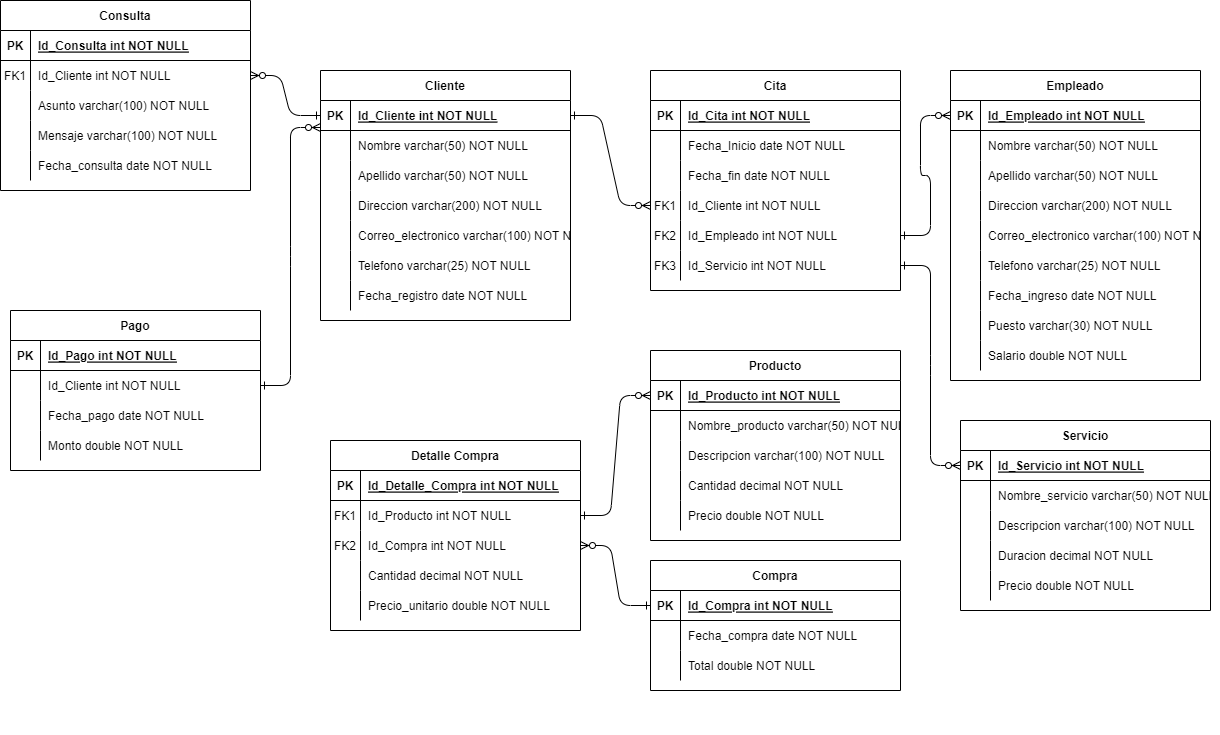 Consulta
PK Id_Consulta int NOT NULL
FK1 Id_Cliente int NOT NULL
Asunto varchar(100) NOT NULL
Mensaje varchar(100) NOT NULL
Fecha_consulta date NOT NULL
Cliente
PK Id_Cliente int NOT NULL
Nombre varchar(50) NOT NULL
Apellido varchar(50) NOT NULL
Direccion varchar(200) NOT NULL
Correo_electronico varchar(100) NOT N
Telefono varchar(25) NOT NULL
Fecha_registro date NOT NULL
Cita
PK Id_Cita int NOT NULL
Fecha_Inicio date NOT NULL
Fecha_fin date NOT NULL
FK1 Id_Cliente int NOT NULL
FK2 Id_Empleado int NOT NULL
FK3 Id_Servicio int NOT NULL
Empleado
PK Id_Empleado int NOT NULL
Nombre varchar(50) NOT NULL
Apellido varchar(50) NOT NULL
Direccion varchar(200) NOT NULL
Correo_electronico varchar(100) NOT N
Telefono varchar(25) NOT NULL
Fecha_ingreso date NOT NULL
Puesto varchar(30) NOT NULL
Salario double NOT NULL
Pago
PK Id_Pago int NOT NULL
Id_Cliente int NOT NULL
Fecha_pago date NOT NULL
Monto double NOT NULL
Detalle Compra
PK Id_Detalle_Compra int NOT NULL
FK1 Id_Producto int NOT NULL
FK2 Id_Compra int NOT NULL
Cantidad decimal NOT NULL
Precio_unitario double NOT NULL
Producto
PK Id_Producto int NOT NULL
Nombre_producto varchar(50) NOT NUL
Descripcion varchar(100) NOT NULL
Cantidad decimal NOT NULL
Precio double NOT NULL
Compra
PK Id_Compra int NOT NULL
Fecha_compra date NOT NULL
Total double NOT NULL
Servicio
PK Id_Servicio int NOT NULL
Nombre_servicio varchar(50) NOT NUL
Descripcion varchar(100) NOT NULL
Duracion decimal NOT NULL
Precio double NOT NULL